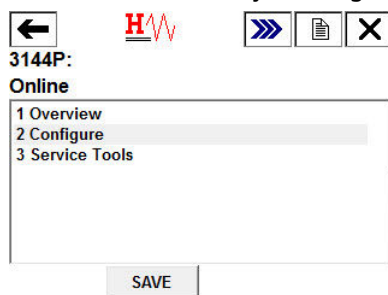 H
3144P:
Online
1 Overview
2 Configure
3 Service Tools
SAVE